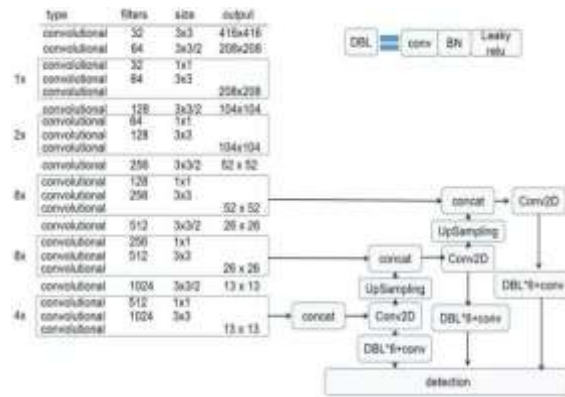 type filters size output
convolutional 32 3x3 416x416
convolutional 64 3x3/2 208x208
convolutional 32 1x1
1x convolutional 64 3x3
convolutional 208x208
convolutional 128 3x3/2 104x104
convolutional 64 1x1
2x convolutional 128 3x3
convolutional 104x104
convolutional 256 3x3/2 52 x 52
convolutional 128 1x1
8x convolutional 256 3x3
convolutional 52 x 52
convolutional 512 3x3/2 26 x 26
convolutional 256 1x1
8x convolutional 512 3x3
convolutional 26 x 26
convolutional 1024 3x3/2 13 x 13
convolutional 512 1x1
4x convolutional 1024 3x3
convolutional 13 x 13
DBL conv BN Leaky
relu
concat Conv2D
UpSampling
concat Conv2D
UpSampling
DBL*6+conv
concat Conv2D
DBL*6+conv
DBL*6+conv
detection